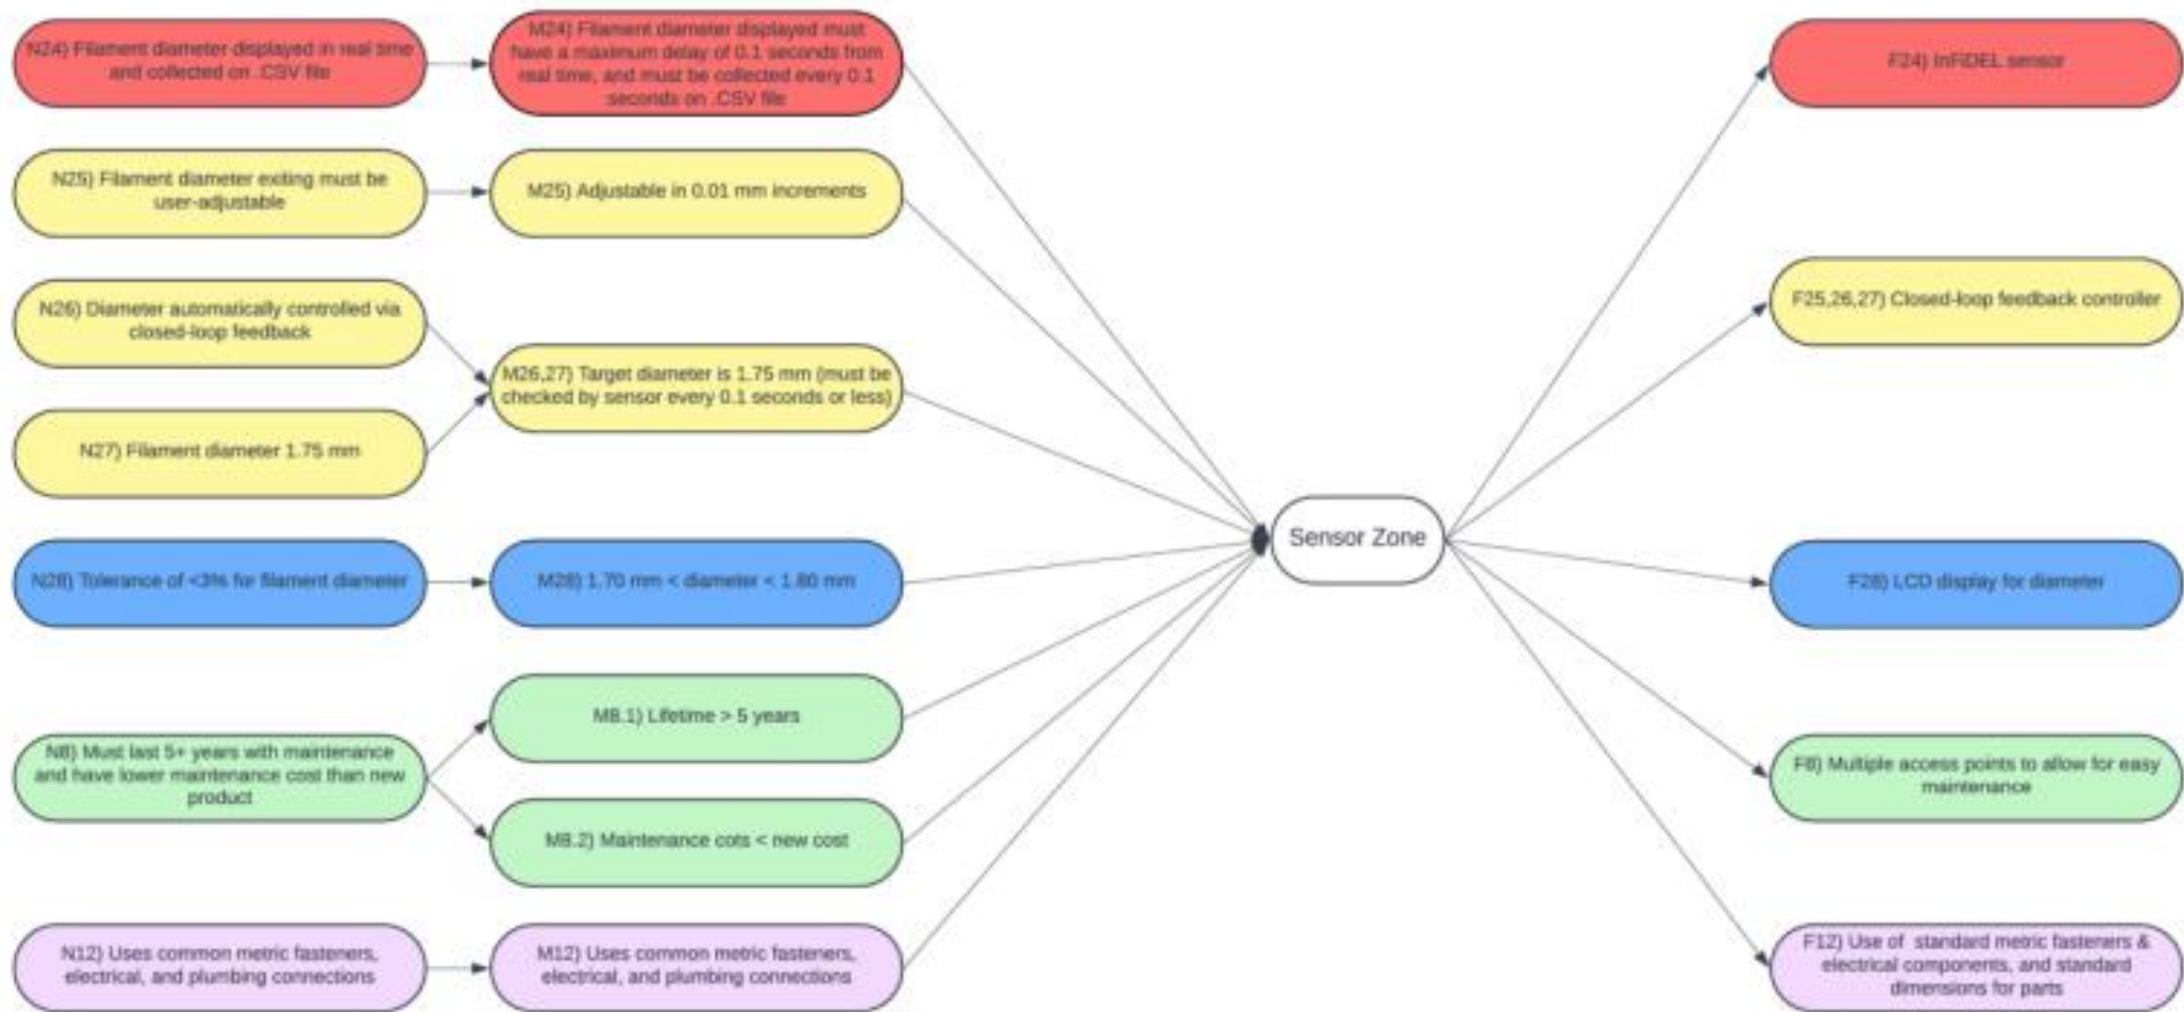 N24) Filament diameter displayed in real time
and collected on .CSV file
M24) Filament diameter displayed must
have a maximum delay of 0.1 seconds from
real time, and must be collected every 0.1
seconds on .CSV file
F24) InFiDEL sensor
N25) Filament diameter exiting must be
user-adjustable
M25) Adjustable in 0.01 mm increments
F25,26,27) Closed-loop feedback controller
N26) Diameter automatically controlled via
closed-loop feedback
M26,27) Target diameter is 1.75 mm (must be
checked by sensor every 0.1 seconds or less)
N27) Filament diameter 1.75 mm
Sensor Zone
N28) Tolerance of <3% for filament diameter
M28) 1.70 mm < diameter < 1.80 mm
F28) LCD display for diameter
N8) Must last 5+ years with maintenance
and have lower maintenance cost than new
product
M8.1) Lifetime > 5 years
M8.2) Maintenance cots < new cost
F8) Multiple access points to allow for easy
maintenance
N12) Uses common metric fasteners,
electrical, and plumbing connections
M12) Uses common metric fasteners,
electrical, and plumbing connections
F12) Use of standard metric fasteners &
electrical components, and standard
dimensions for parts